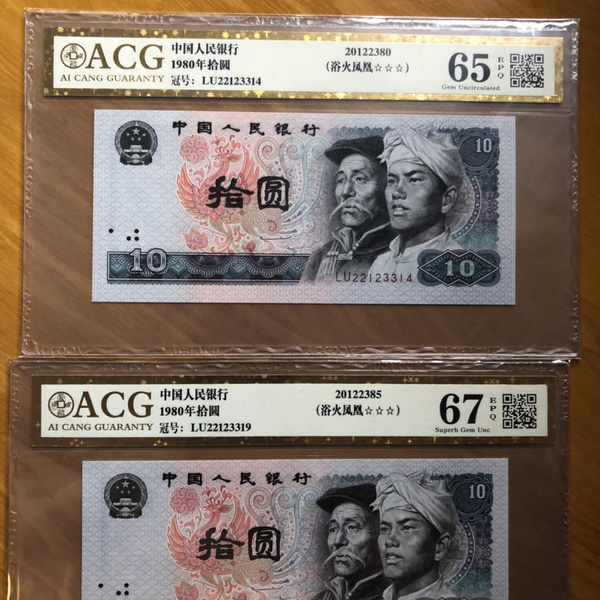 ACG
AI CANG GUARANTY
中国人民银行
1980年拾圆
冠号：LU22123314
20122380
（浴火凤凰☆☆☆）
65
EPQ
Gem Uncirculated
中国人民银行
10
拾圆
10
10
LU22123314
ACG
AI CANG GUARANTY
中国人民银行
1980年拾圆
冠号：LU22123319
20122385
（浴火凤凰☆☆☆）
67
EPQ
Superb Gem Unc
中国人民银行
10
拾圆